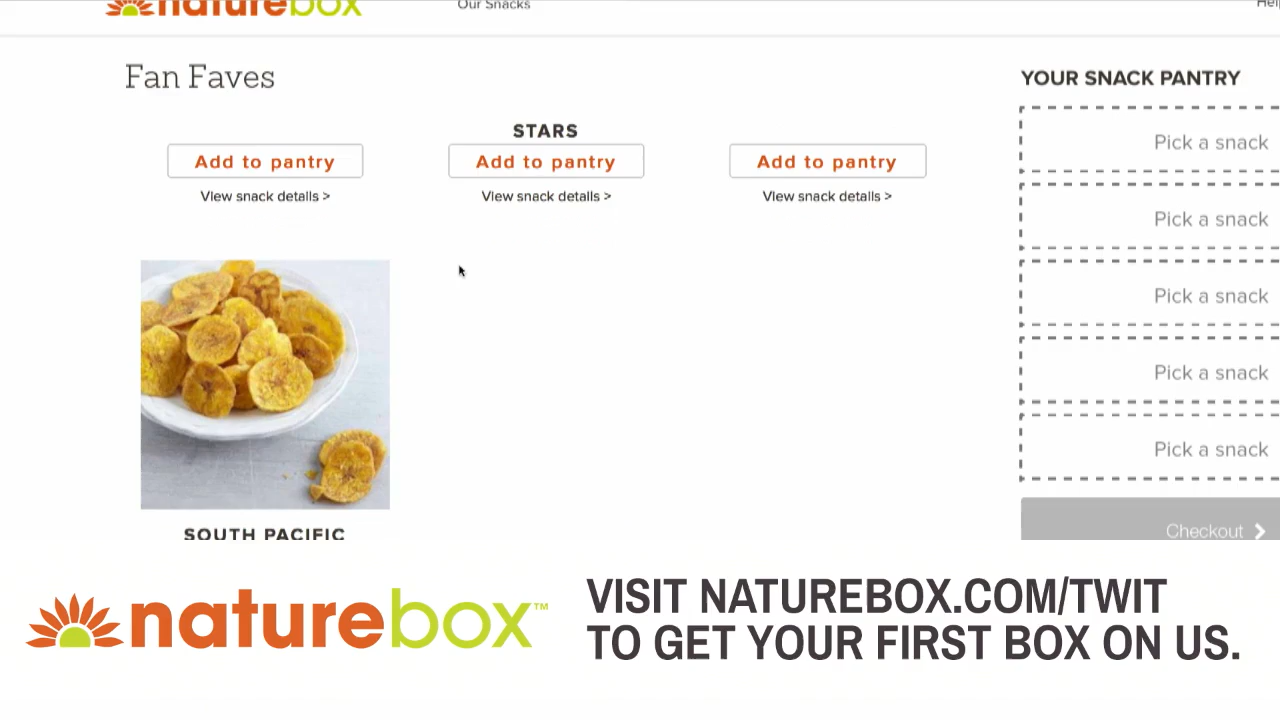 naturebox
Our Snacks
Help
Fan Faves
YOUR SNACK PANTRY
STARS
Add to pantry
Add to pantry
Add to pantry
View snack details >
View snack details >
View snack details >
Pick a snack
Pick a snack
Pick a snack
Pick a snack
Pick a snack
SOUTH PACIFIC
Checkout
naturebox™
VISIT NATUREBOX.COM/TWIT
TO GET YOUR FIRST BOX ON US.